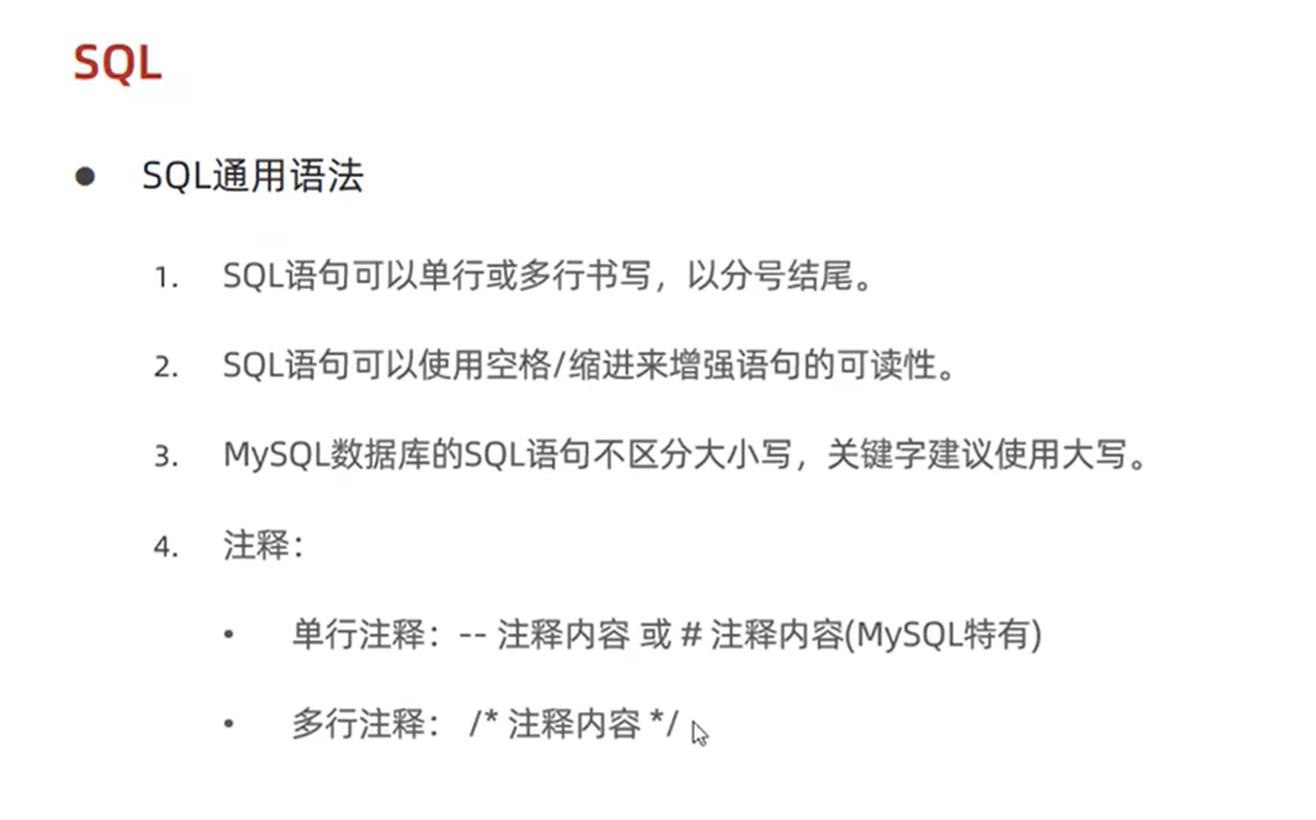 SQL
● SQL通用语法
1. SQL语句可以单行或多行书写，以分号结尾。
2. SQL语句可以使用空格/缩进来增强语句的可读性。
3. MySQL数据库的SQL语句不区分大小写，关键字建议使用大写。
4. 注释：
• 单行注释：-- 注释内容 或 # 注释内容(MySQL特有)
• 多行注释： /* 注释内容 */